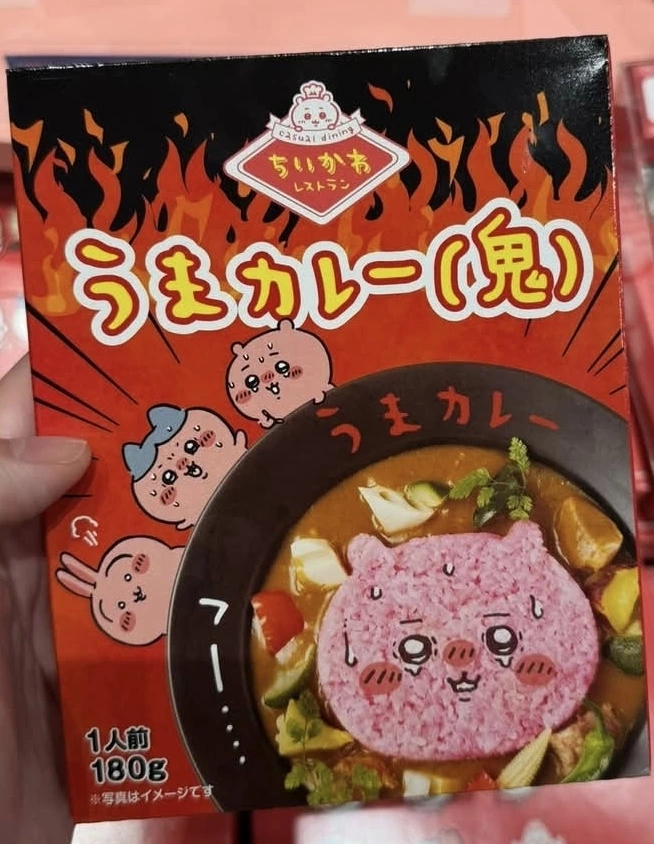 casual dining
ちいかわ
レストラン
うまカレー(鬼)
うまカレー
フー……
1人前
180g
※写真はイメージです